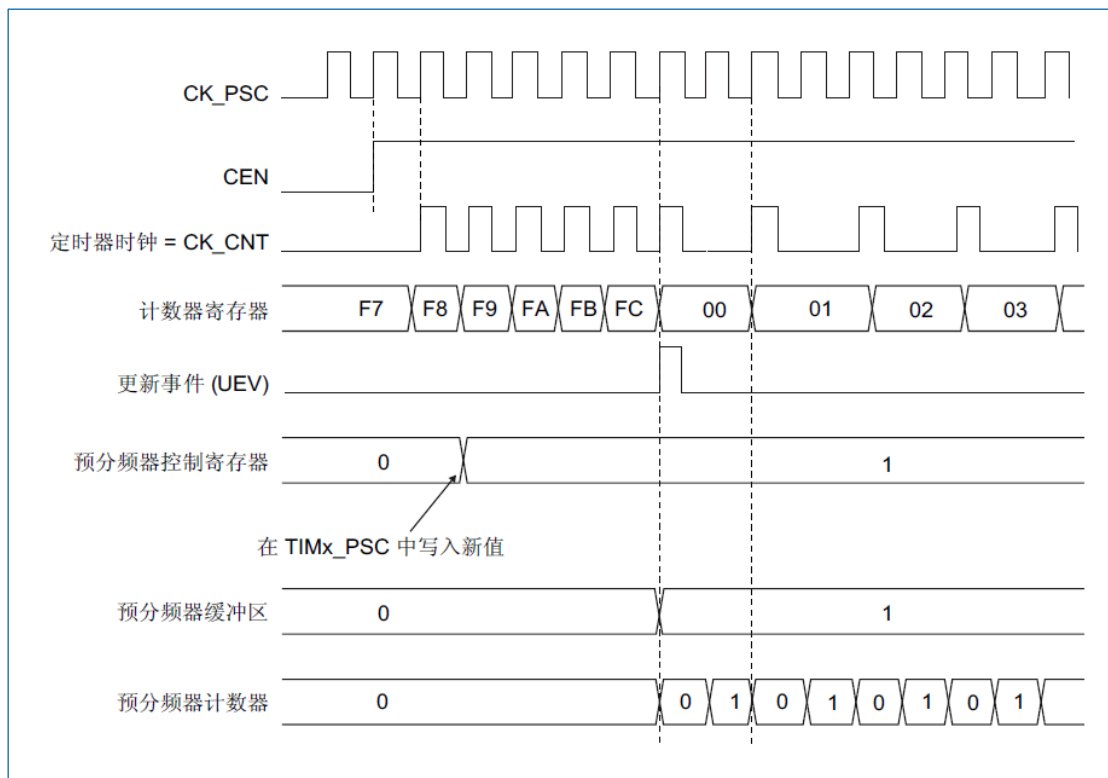 CK_PSC
CEN
定时器时钟 = CK_CNT
计数器寄存器 F7 F8 F9 FA FB FC 00 01 02 03
更新事件 (UEV)
预分频器控制寄存器 0 1
在 TIMx_PSC 中写入新值
预分频器缓冲区 0 1
预分频器计数器 0 0 1 0 1 0 1 0 1